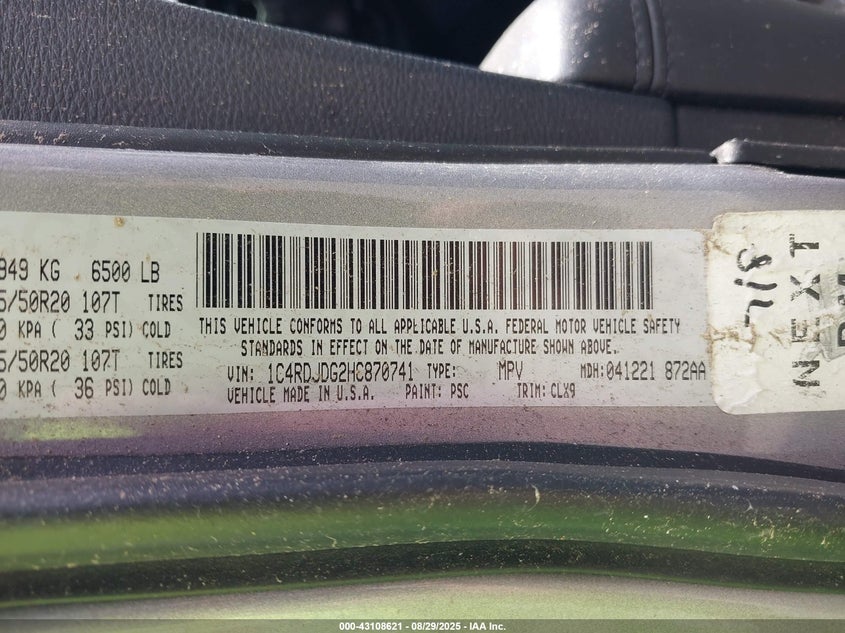 949 KG 6500 LB
5/50R20 107T TIRES
0 KPA ( 33 PSI) COLD
5/50R20 107T TIRES
0 KPA ( 36 PSI) COLD
THIS VEHICLE CONFORMS TO ALL APPLICABLE U.S.A. FEDERAL MOTOR VEHICLE SAFETY
STANDARDS IN EFFECT ON THE DATE OF MANUFACTURE SHOWN ABOVE.
VIN: 1C4RDJDG2HC870741 TYPE: MPV MDH:041221 872AA
VEHICLE MADE IN U.S.A. PAINT: PSC TRIM: CLX9
NEXT
000-43108621 | 08/29/2025 - IAA Inc.